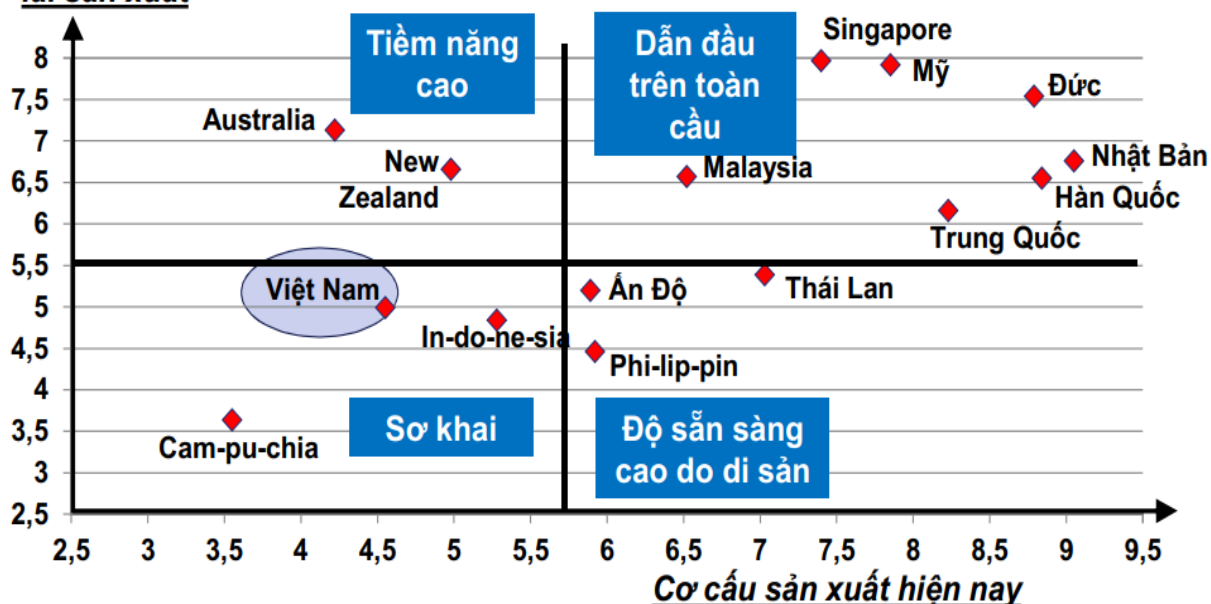 sản xuất
8
7,5
7
6,5
6
5,5
5
4,5
4
3,5
3
2,5
Tiềm năng
cao
Dẫn đầu
trên toàn
cầu
Singapore
Mỹ
Đức
Australia
New
Zealand
Malaysia
Nhật Bản
Hàn Quốc
Trung Quốc
Việt Nam
In-do-ne-sia
Ấn Độ
Thái Lan
Phi-lip-pin
Cam-pu-chia
Sơ khai
Độ sẵn sàng
cao do di sản
2,5 3 3,5 4 4,5 5 5,5 6 6,5 7 7,5 8 8,5 9 9,5
Cơ cấu sản xuất hiện nay